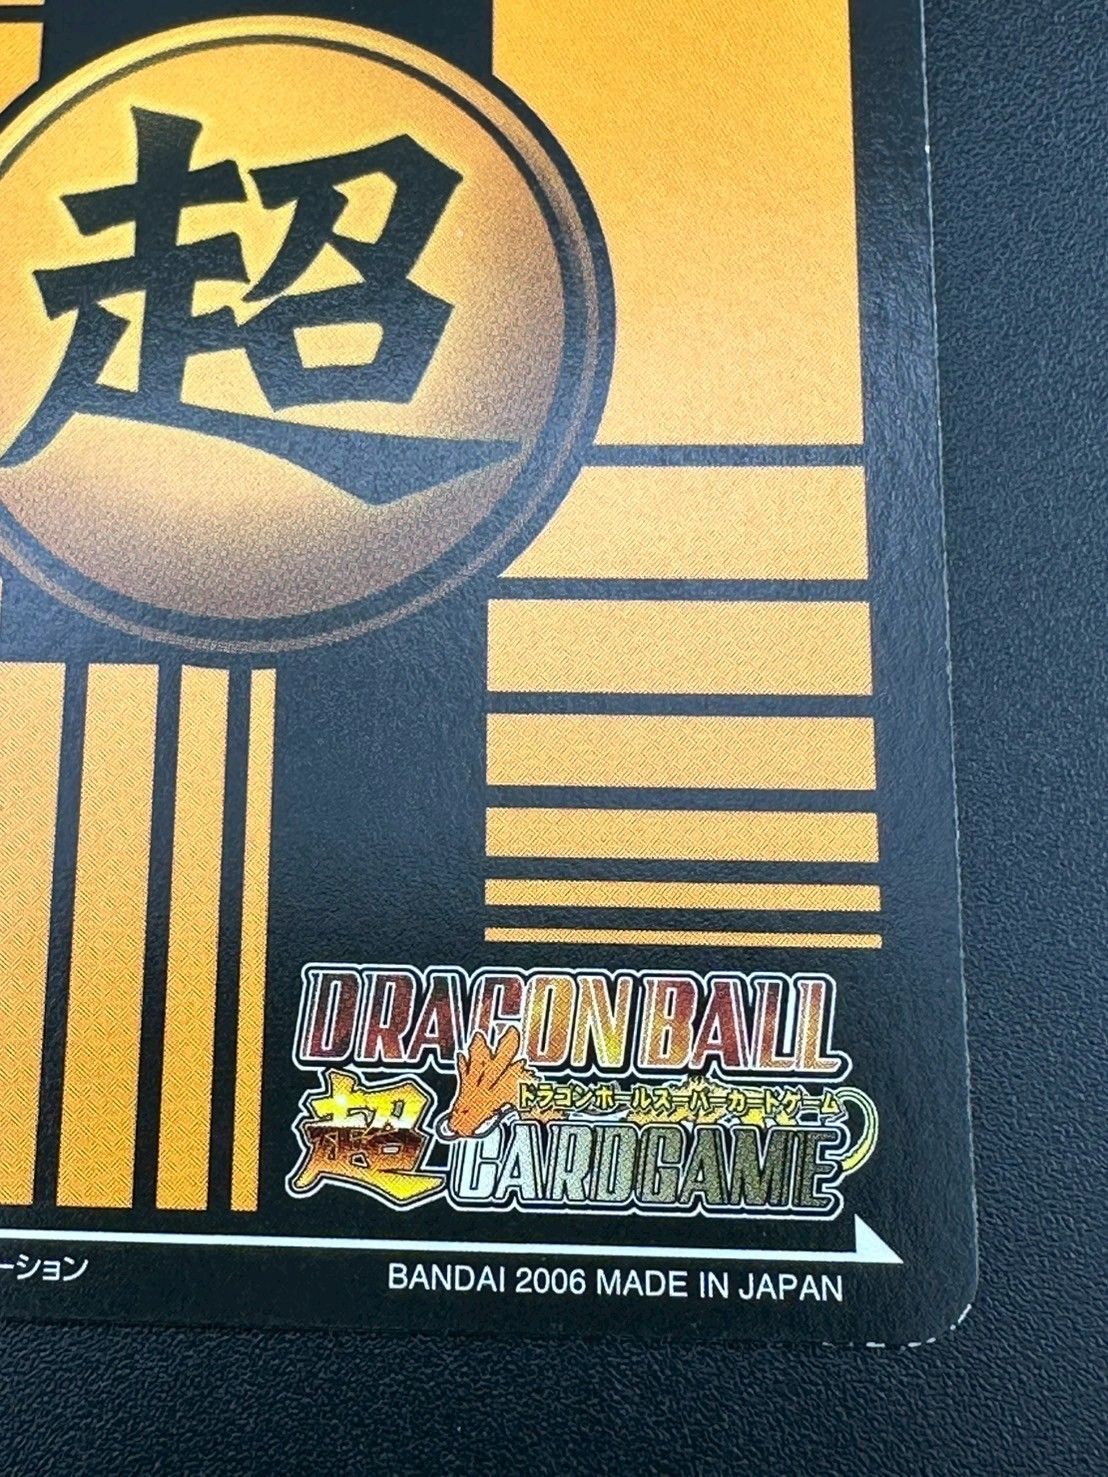 超
DRAGON BALL
ドラゴンボールスーパーカードゲーム
超 CARDGAME
ーション
BANDAI 2006 MADE IN JAPAN